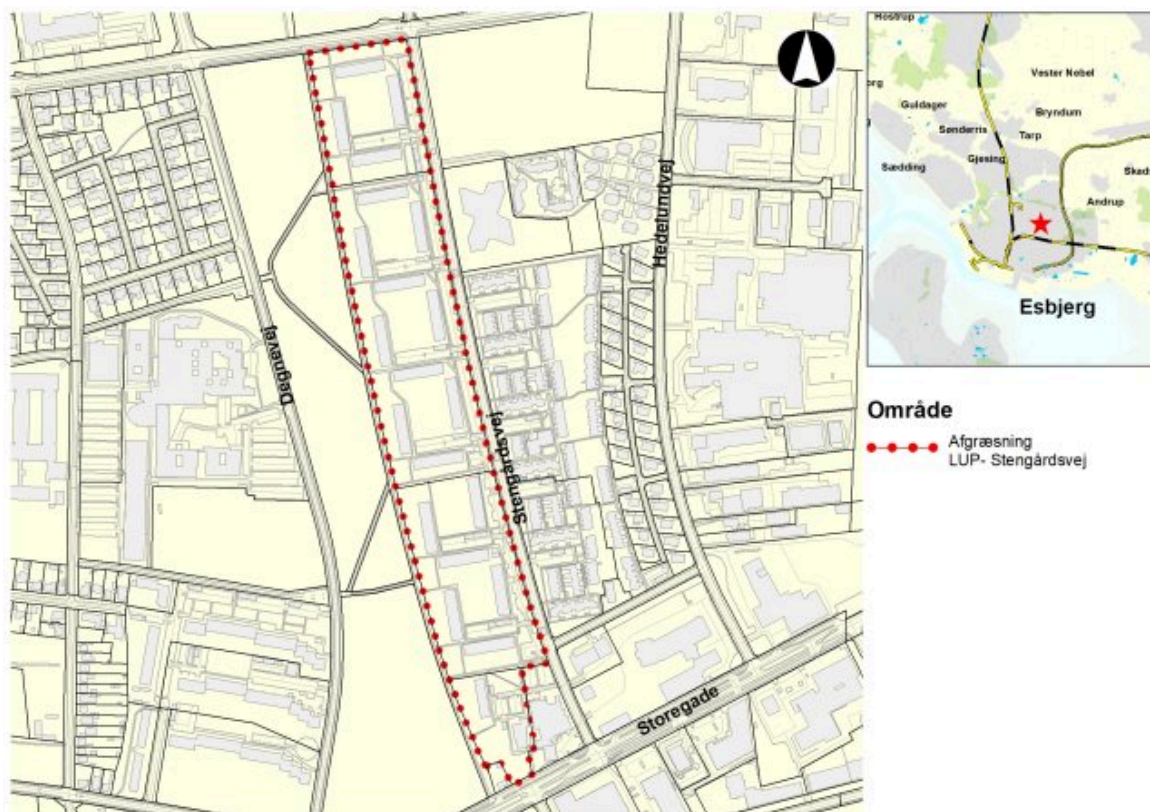 Degnevej
Stengårdsvej
Hedelundvej
Storegade
Hostrup
Vester Nebel
Guldager
Bryndum
Sønderris
Tarp
Gjesing
Sædding
Skads
Andrup
Esbjerg
Område
Afgræsning
LUP- Stengårdsvej